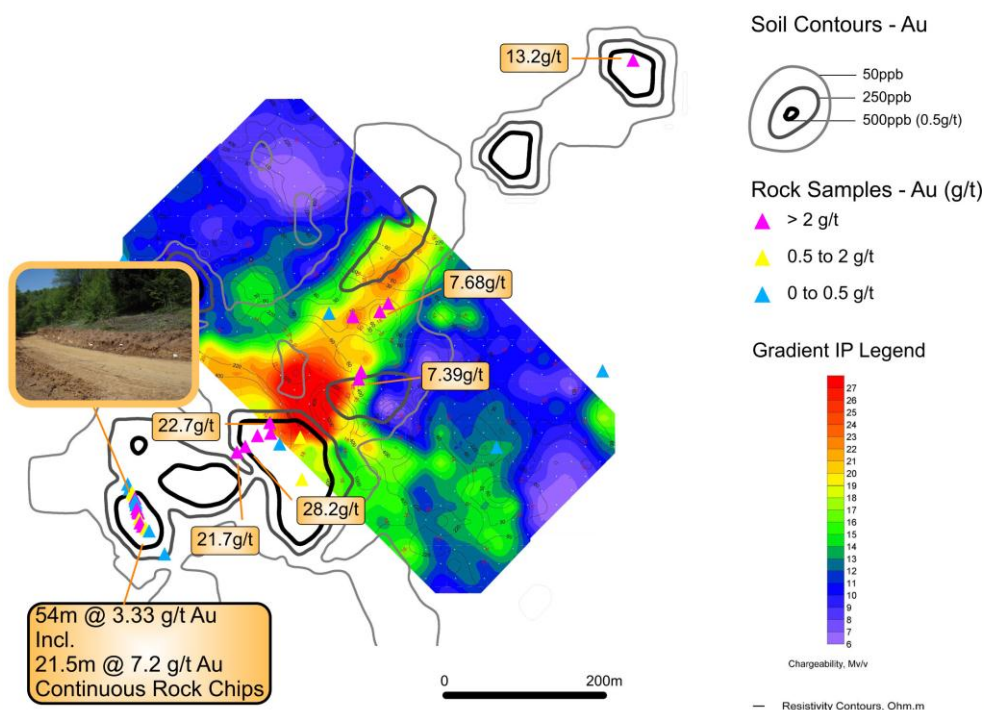 13.2g/t
7.68g/t
7.39g/t
22.7g/t
28.2g/t
21.7g/t
54m @ 3.33 g/t Au
Incl.
21.5m @ 7.2 g/t Au
Continuous Rock Chips
0
200m
Soil Contours - Au
50ppb
250ppb
500ppb (0.5g/t)
Rock Samples - Au (g/t)
> 2 g/t
0.5 to 2 g/t
0 to 0.5 g/t
Gradient IP Legend
27
26
25
24
23
22
21
20
19
18
17
16
15
14
13
12
11
10
9
8
7
6
Chargeability, Mv/v
Resistivity Contours, Ohm.m